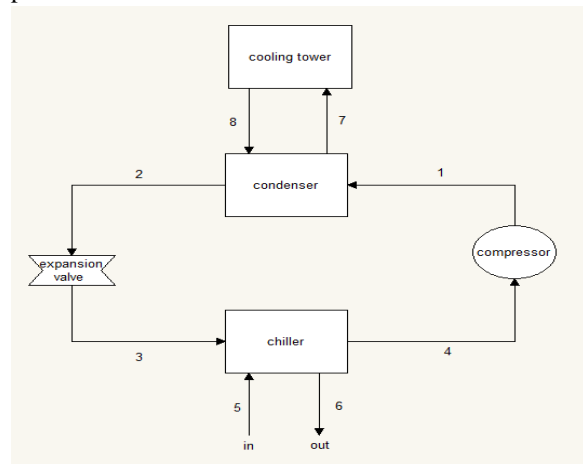 cooling tower
8
7
2
condenser
1
expansion
valve
compressor
chiller
3
4
5
6
in
out